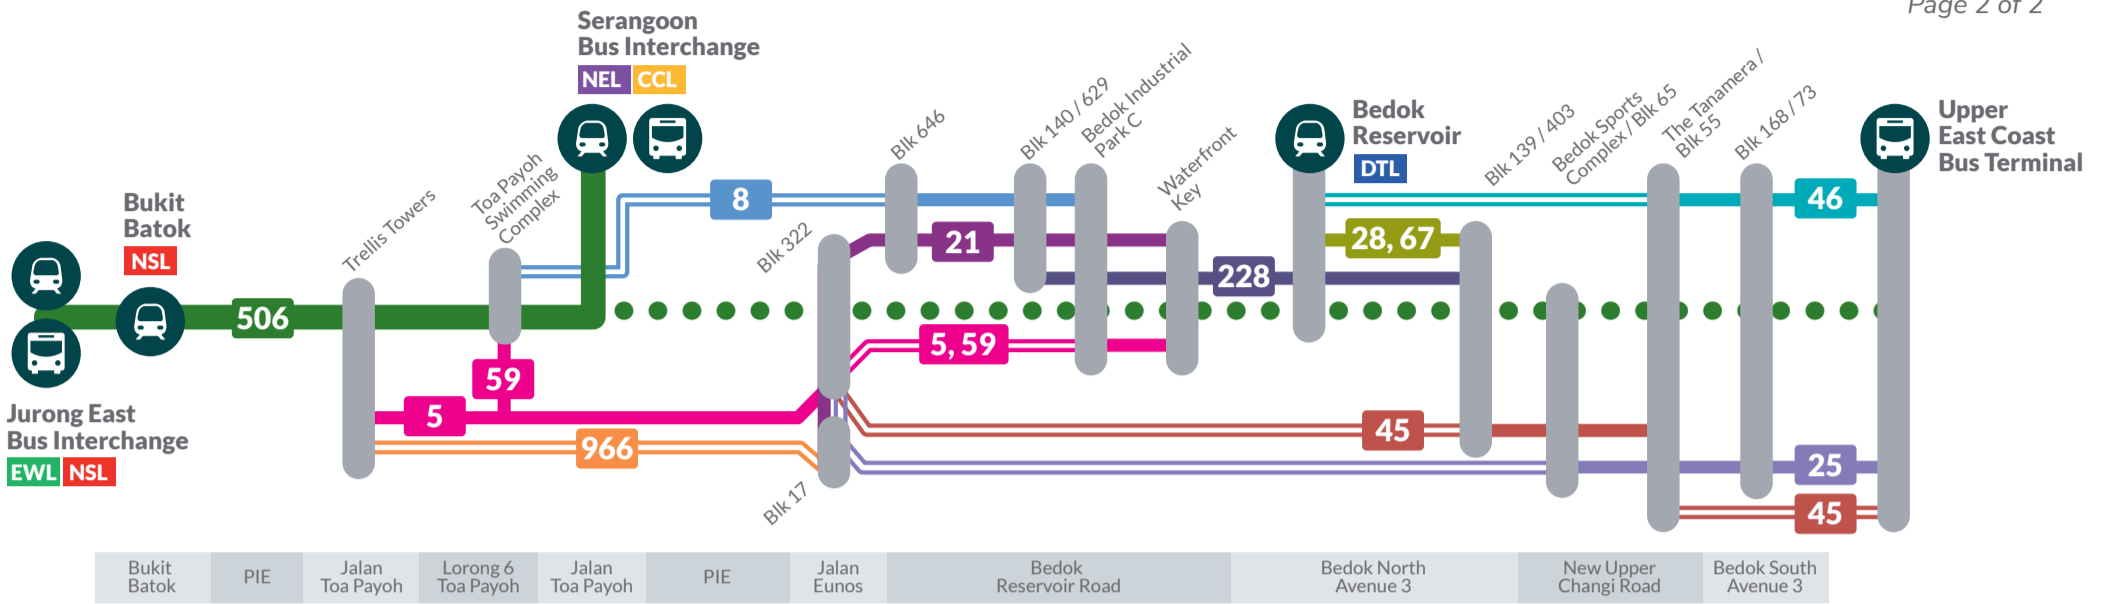 Page 2 of 2
Serangoon
Bus Interchange
NEL CCL
Bukit
Batok
NSL
Jurong East
Bus Interchange
EWL NSL
506
Trellis Towers
Toa Payoh
Swimming
Complex
59
5
966
8
Blk 322
Blk 17
Blk 646
21
5, 59
Blk 140 / 629
Bedok Industrial
Park C
Waterfront
Key
228
Bedok
Reservoir
DTL
28, 67
45
Blk 139 / 403
Bedok Sports
Complex / Blk 65
The Tanamera /
Blk 55
Blk 168 / 73
46
25
45
Upper
East Coast
Bus Terminal
Bukit
Batok
PIE
Jalan
Toa Payoh
Lorong 6
Toa Payoh
Jalan
Toa Payoh
PIE
Jalan
Eunos
Bedok
Reservoir Road
Bedok North
Avenue 3
New Upper
Changi Road
Bedok South
Avenue 3